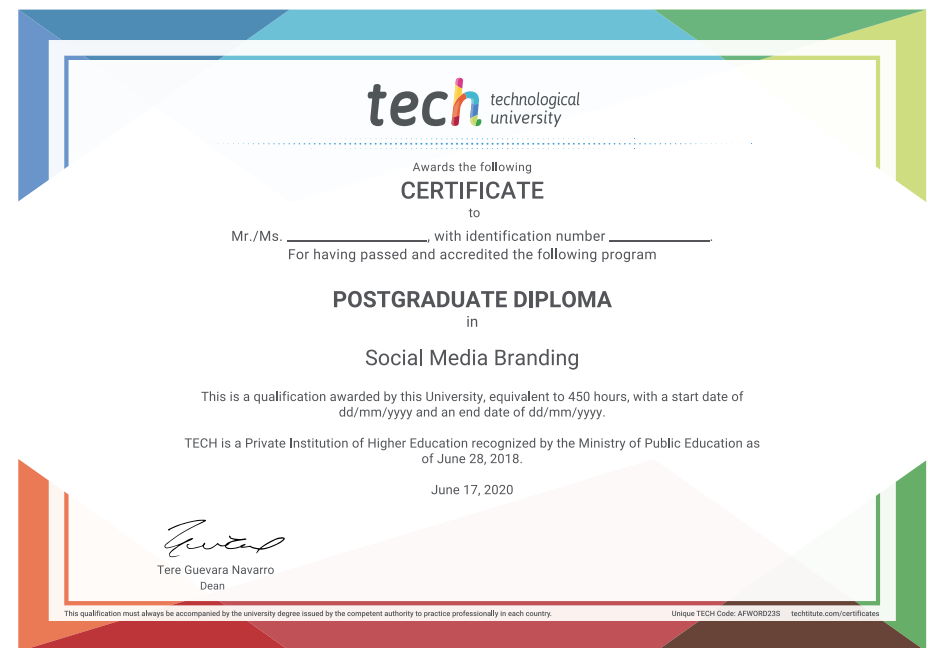 tech technological
university
Awards the following
CERTIFICATE
to
Mr./Ms. ____________________, with identification number ______________.
For having passed and accredited the following program
POSTGRADUATE DIPLOMA
in
Social Media Branding
This is a qualification awarded by this University, equivalent to 450 hours, with a start date of
dd/mm/yyyy and an end date of dd/mm/yyyy.
TECH is a Private Institution of Higher Education recognized by the Ministry of Public Education as
of June 28, 2018.
June 17, 2020
Tere Guevara Navarro
Dean
This qualification must always be accompanied by the university degree issued by the competent authority to practice professionally in each country. Unique TECH Code: AFWORD23S techtitute.com/certificates